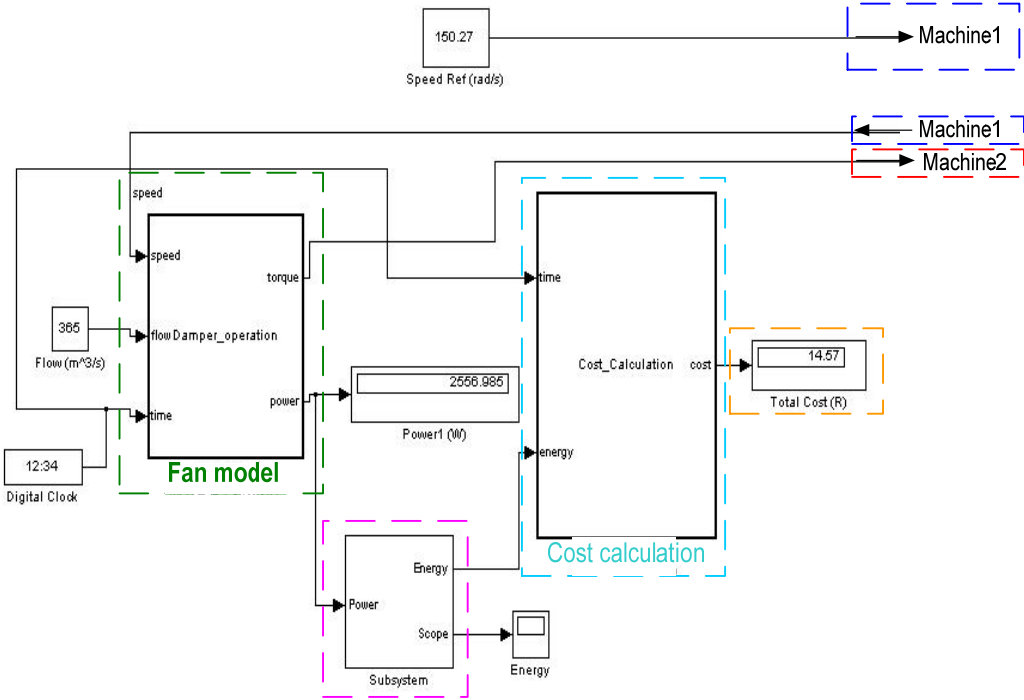 150.27
Speed Ref (rad/s)
Machine1
Machine1
Machine2
speed
speed
torque
time
365
flow Damper_operation
Flow (m^3/s)
Cost_Calculation
cost
14.57
Total Cost (R)
power
2556.985
Power1 (W)
time
energy
12:34
Digital Clock
Fan model
Cost calculation
Energy
Power
Scope
Subsystem
Energy